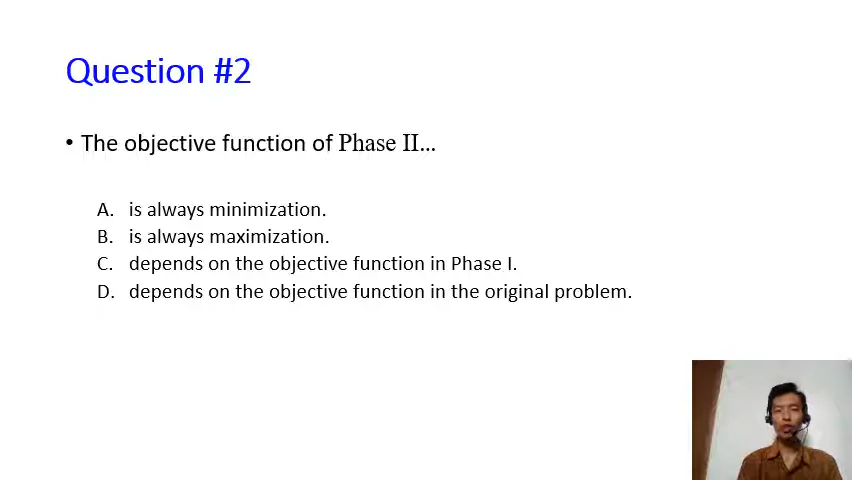 Question #2
• The objective function of Phase II...
A. is always minimization.
B. is always maximization.
C. depends on the objective function in Phase I.
D. depends on the objective function in the original problem.